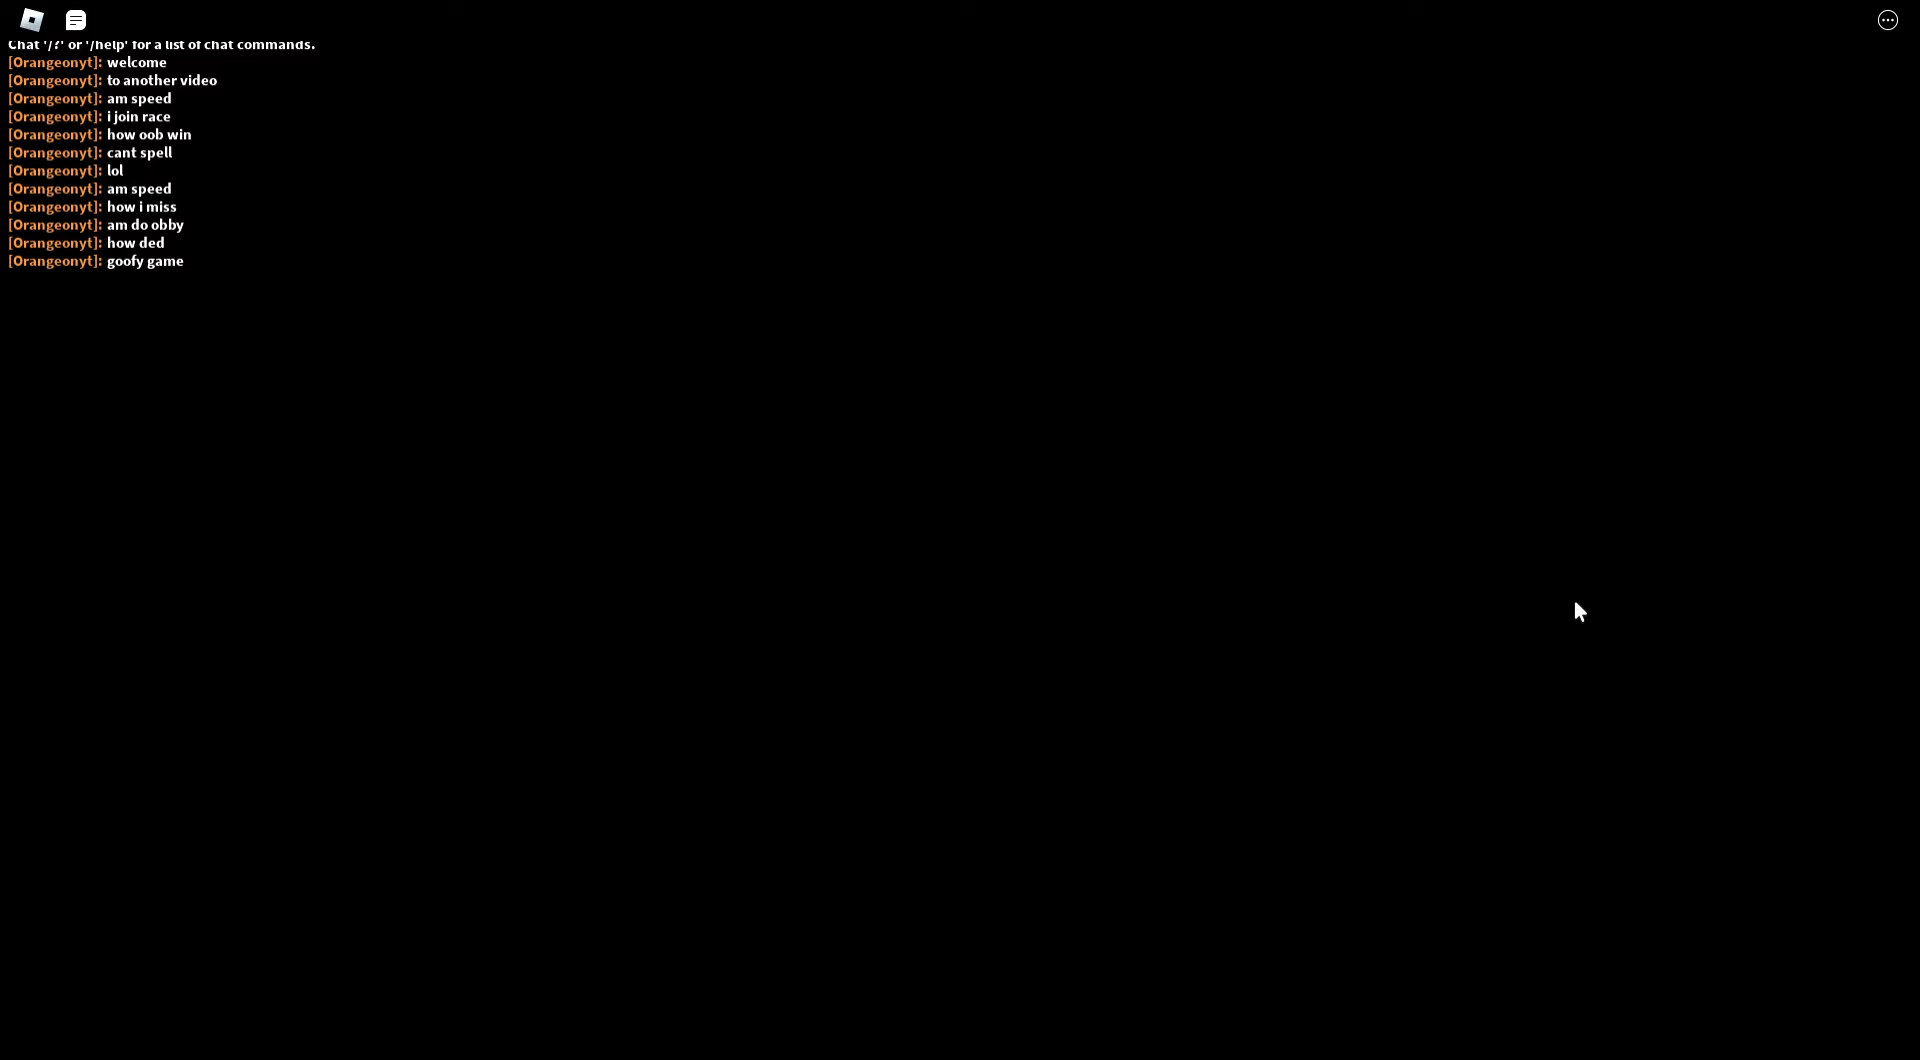 Chat '/?' or '/help' for a list of chat commands.
[Orangeonyt]: welcome
[Orangeonyt]: to another video
[Orangeonyt]: am speed
[Orangeonyt]: i join race
[Orangeonyt]: how oob win
[Orangeonyt]: cant spell
[Orangeonyt]: lol
[Orangeonyt]: am speed
[Orangeonyt]: how i miss
[Orangeonyt]: am do obby
[Orangeonyt]: how ded
[Orangeonyt]: goofy game